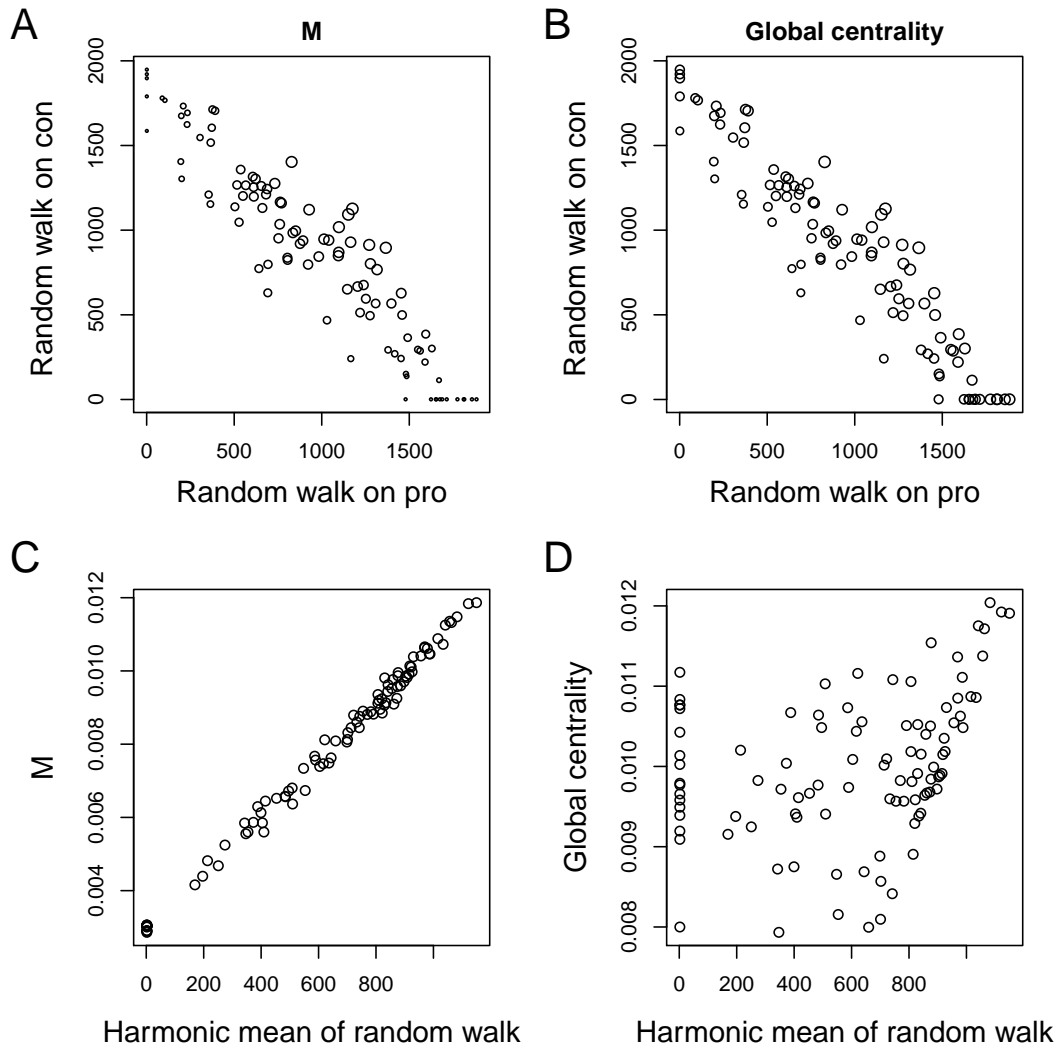 A
M
Random walk on con
2000
1500
1000
500
0
0 500 1000 1500
Random walk on pro
B
Global centrality
Random walk on con
2000
1500
1000
500
0
0 500 1000 1500
Random walk on pro
C
M
0.012
0.010
0.008
0.006
0.004
0 200 400 600 800
Harmonic mean of random walk
D
Global centrality
0.012
0.011
0.010
0.009
0.008
0 200 400 600 800
Harmonic mean of random walk